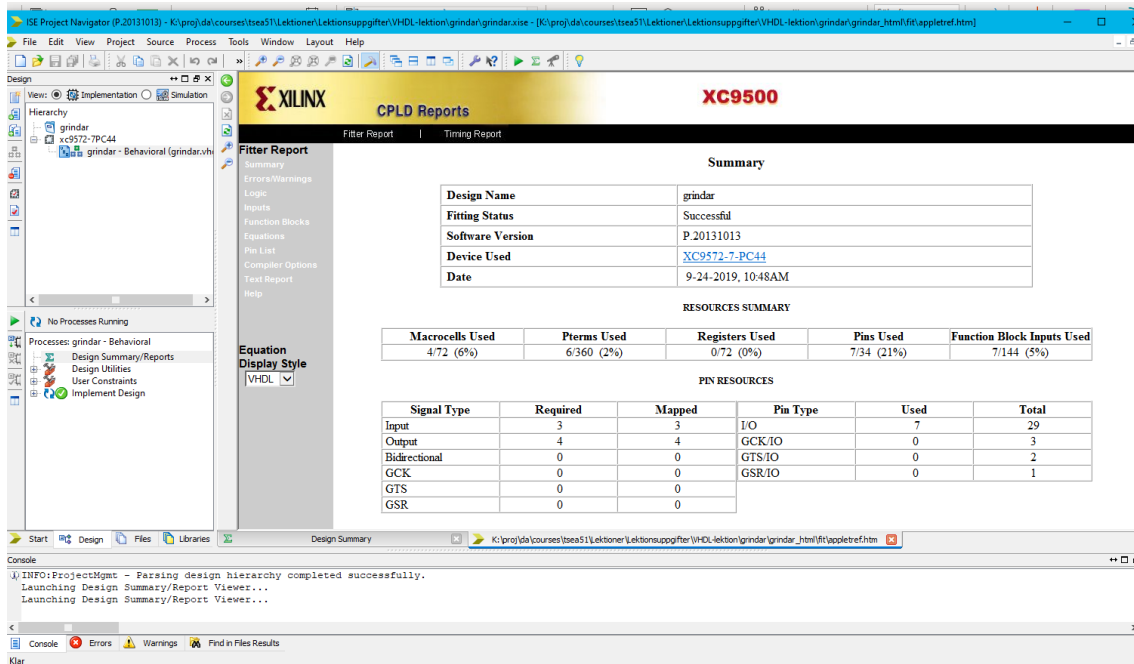 ISE Project Navigator (P.20131013) - K:\proj\da\courses\tsea51\Lektioner\Lektionsuppgifter\VHDL-lektion\grindar\grindar.xise - [K:\proj\da\courses\tsea51\Lektioner\Lektionsuppgifter\VHDL-lektion\grindar\grindar_html\fit\appletref.htm]
File Edit View Project Source Process Tools Window Layout Help
Design
View: Implementation Simulation
Hierarchy
grindar
xc9572-7PC44
grindar - Behavioral (grindar.vh
No Processes Running
Processes: grindar - Behavioral
Design Summary/Reports
Design Utilities
User Constraints
Implement Design
Start Design Files Libraries
XILINX
CPLD Reports
XC9500
Fitter Report | Timing Report
Fitter Report
Summary
Errors/Warnings
Logic
Inputs
Function Blocks
Equations
Pin List
Compiler Options
Text Report
Help
Equation
Display Style
VHDL
Summary
Design Name grindar
Fitting Status Successful
Software Version P.20131013
Device Used XC9572-7-PC44
Date 9-24-2019, 10:48AM
RESOURCES SUMMARY
Macrocells Used Pterms Used Registers Used Pins Used Function Block Inputs Used
4/72 (6%) 6/360 (2%) 0/72 (0%) 7/34 (21%) 7/144 (5%)
PIN RESOURCES
Signal Type Required Mapped Pin Type Used Total
Input 3 3 I/O 7 29
Output 4 4 GCK/IO 0 3
Bidirectional 0 0 GTS/IO 0 2
GCK 0 0 GSR/IO 0 1
GTS 0 0
GSR 0 0
Design Summary K:\proj\da\courses\tsea51\Lektioner\Lektionsuppgifter\VHDL-lektion\grindar\grindar_html\fit\appletref.htm
Console
INFO:ProjectMgmt - Parsing design hierarchy completed successfully.
Launching Design Summary/Report Viewer...
Launching Design Summary/Report Viewer...
Console Errors Warnings Find in Files Results
Klar